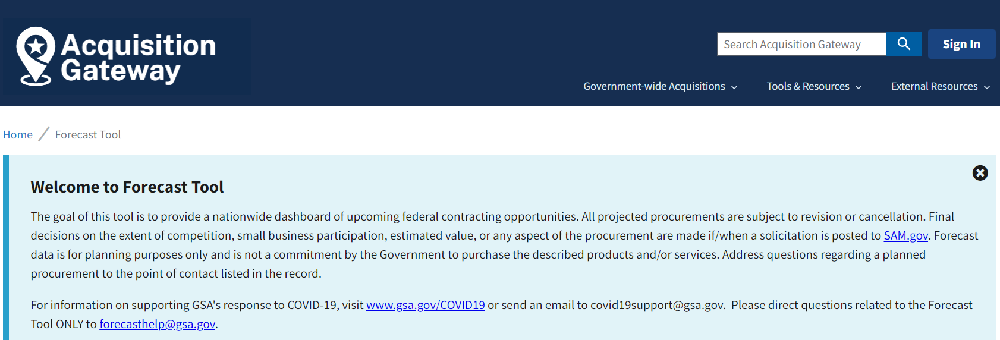 Acquisition
Gateway
Search Acquisition Gateway
Sign In
Government-wide Acquisitions
Tools & Resources
External Resources
Home / Forecast Tool
Welcome to Forecast Tool
The goal of this tool is to provide a nationwide dashboard of upcoming federal contracting opportunities. All projected procurements are subject to revision or cancellation. Final
decisions on the extent of competition, small business participation, estimated value, or any aspect of the procurement are made if/when a solicitation is posted to SAM.gov. Forecast
data is for planning purposes only and is not a commitment by the Government to purchase the described products and/or services. Address questions regarding a planned
procurement to the point of contact listed in the record.
For information on supporting GSA's response to COVID-19, visit www.gsa.gov/COVID19 or send an email to covid19support@gsa.gov.  Please direct questions related to the Forecast
Tool ONLY to forecasthelp@gsa.gov.